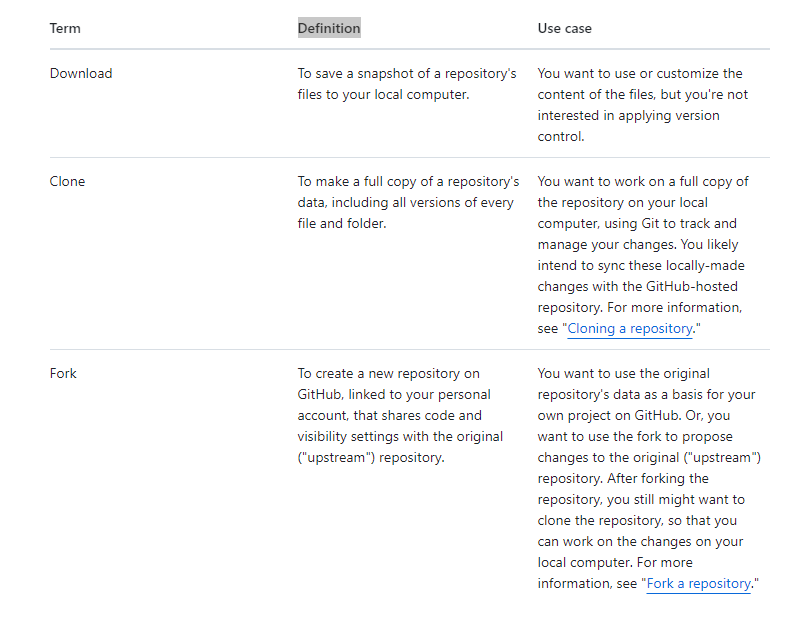 Term Definition Use case
Download
To save a snapshot of a repository's
files to your local computer.
You want to use or customize the
content of the files, but you're not
interested in applying version
control.
Clone
To make a full copy of a repository's
data, including all versions of every
file and folder.
You want to work on a full copy of
the repository on your local
computer, using Git to track and
manage your changes. You likely
intend to sync these locally-made
changes with the GitHub-hosted
repository. For more information,
see "Cloning a repository."
Fork
To create a new repository on
GitHub, linked to your personal
account, that shares code and
visibility settings with the original
("upstream") repository.
You want to use the original
repository's data as a basis for your
own project on GitHub. Or, you
want to use the fork to propose
changes to the original ("upstream")
repository. After forking the
repository, you still might want to
clone the repository, so that you
can work on the changes on your
local computer. For more
information, see "Fork a repository."